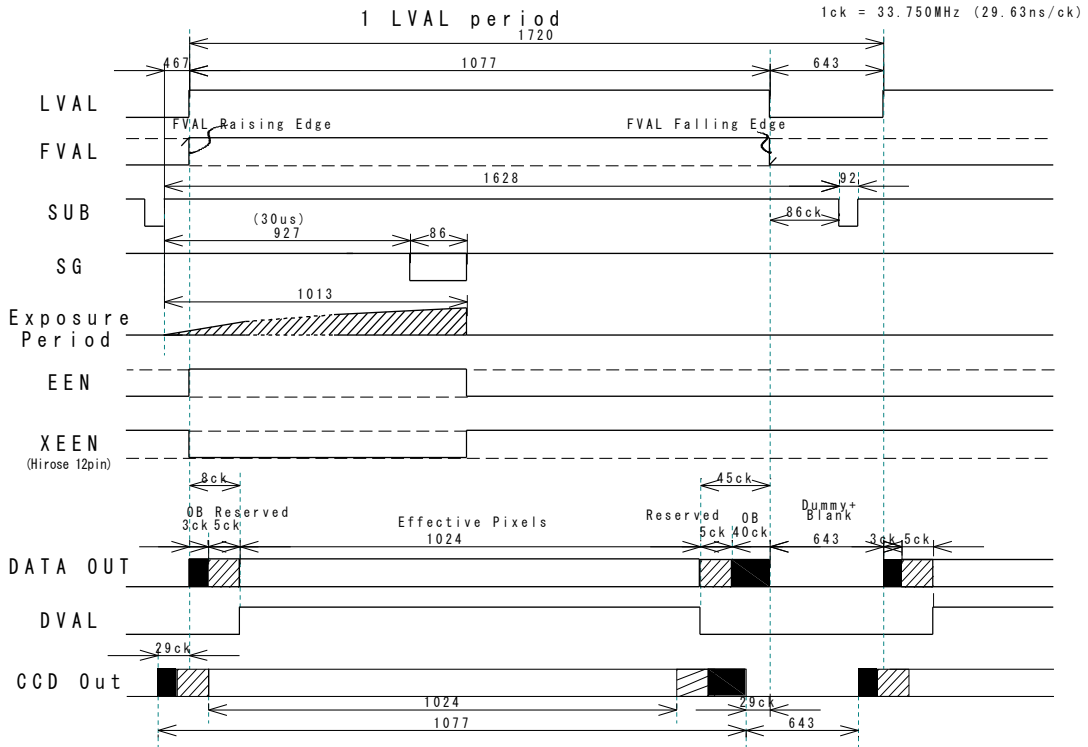 1 LVAL period
1ck = 33.750MHz (29.63ns/ck)
1720
467 1077 643
LVAL
FVAL Raising Edge FVAL Falling Edge
FVAL
1628 92
SUB
86ck
(30us)
927 86
SG
1013
Exposure
Period
EEN
XEEN
(Hirose 12pin)
8ck 45ck
OB Reserved Effective Pixels Reserved OB Dummy+
Blank
3ck 5ck 1024 5ck 40ck 643 3ck 5ck
DATA OUT
DVAL
29ck
CCD Out
1024 29ck
1077 643